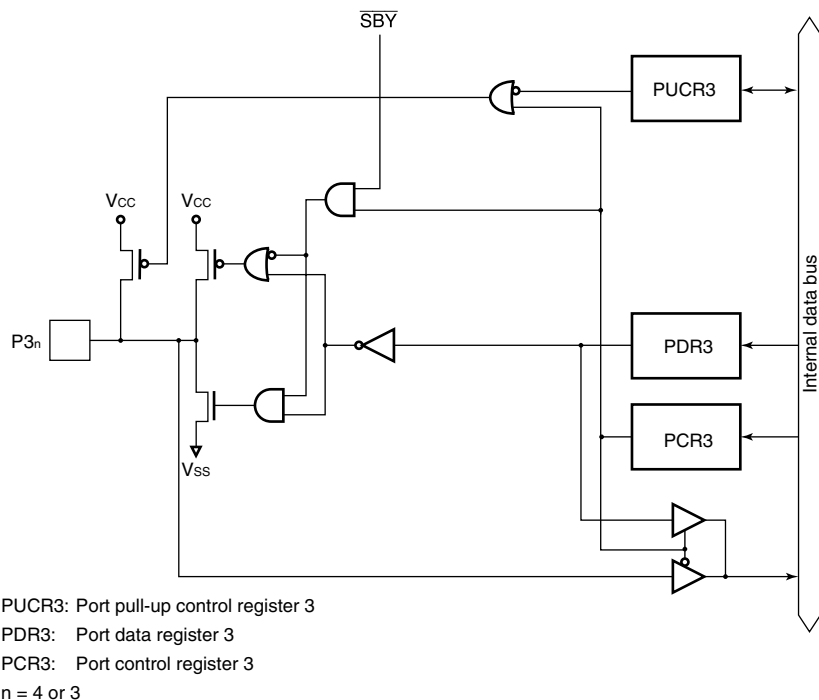 SBY
PUCR3
VCC
VCC
P3n
PDR3
PCR3
VSS
Internal data bus
PUCR3: Port pull-up control register 3
PDR3: Port data register 3
PCR3: Port control register 3
n = 4 or 3